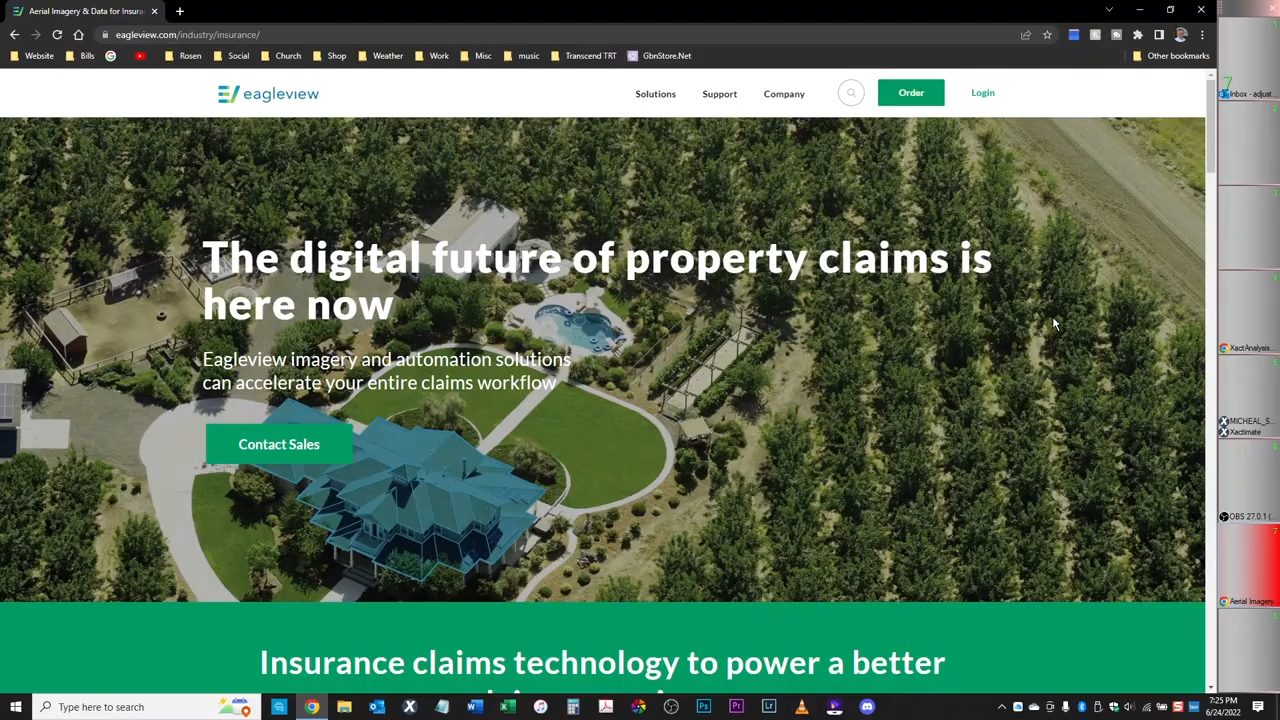 Aerial Imagery & Data for Insura
eagleview.com/industry/insurance/
Website
Bills
Rosen
Social
Church
Shop
Weather
Work
Misc
music
Transcend TRT
GbnStore.Net
Other bookmarks
eagleview
Solutions
Support
Company
Order
Login
The digital future of property claims is
here now
Eagleview imagery and automation solutions
can accelerate your entire claims workflow
Contact Sales
Insurance claims technology to power a better
7
Inbox - adjust
XactAnalysis...
MICHEAL_S...
Xactimate
OBS 27.0.1 (
7
Aerial Imagery
Type here to search
7:25 PM
6/24/2022